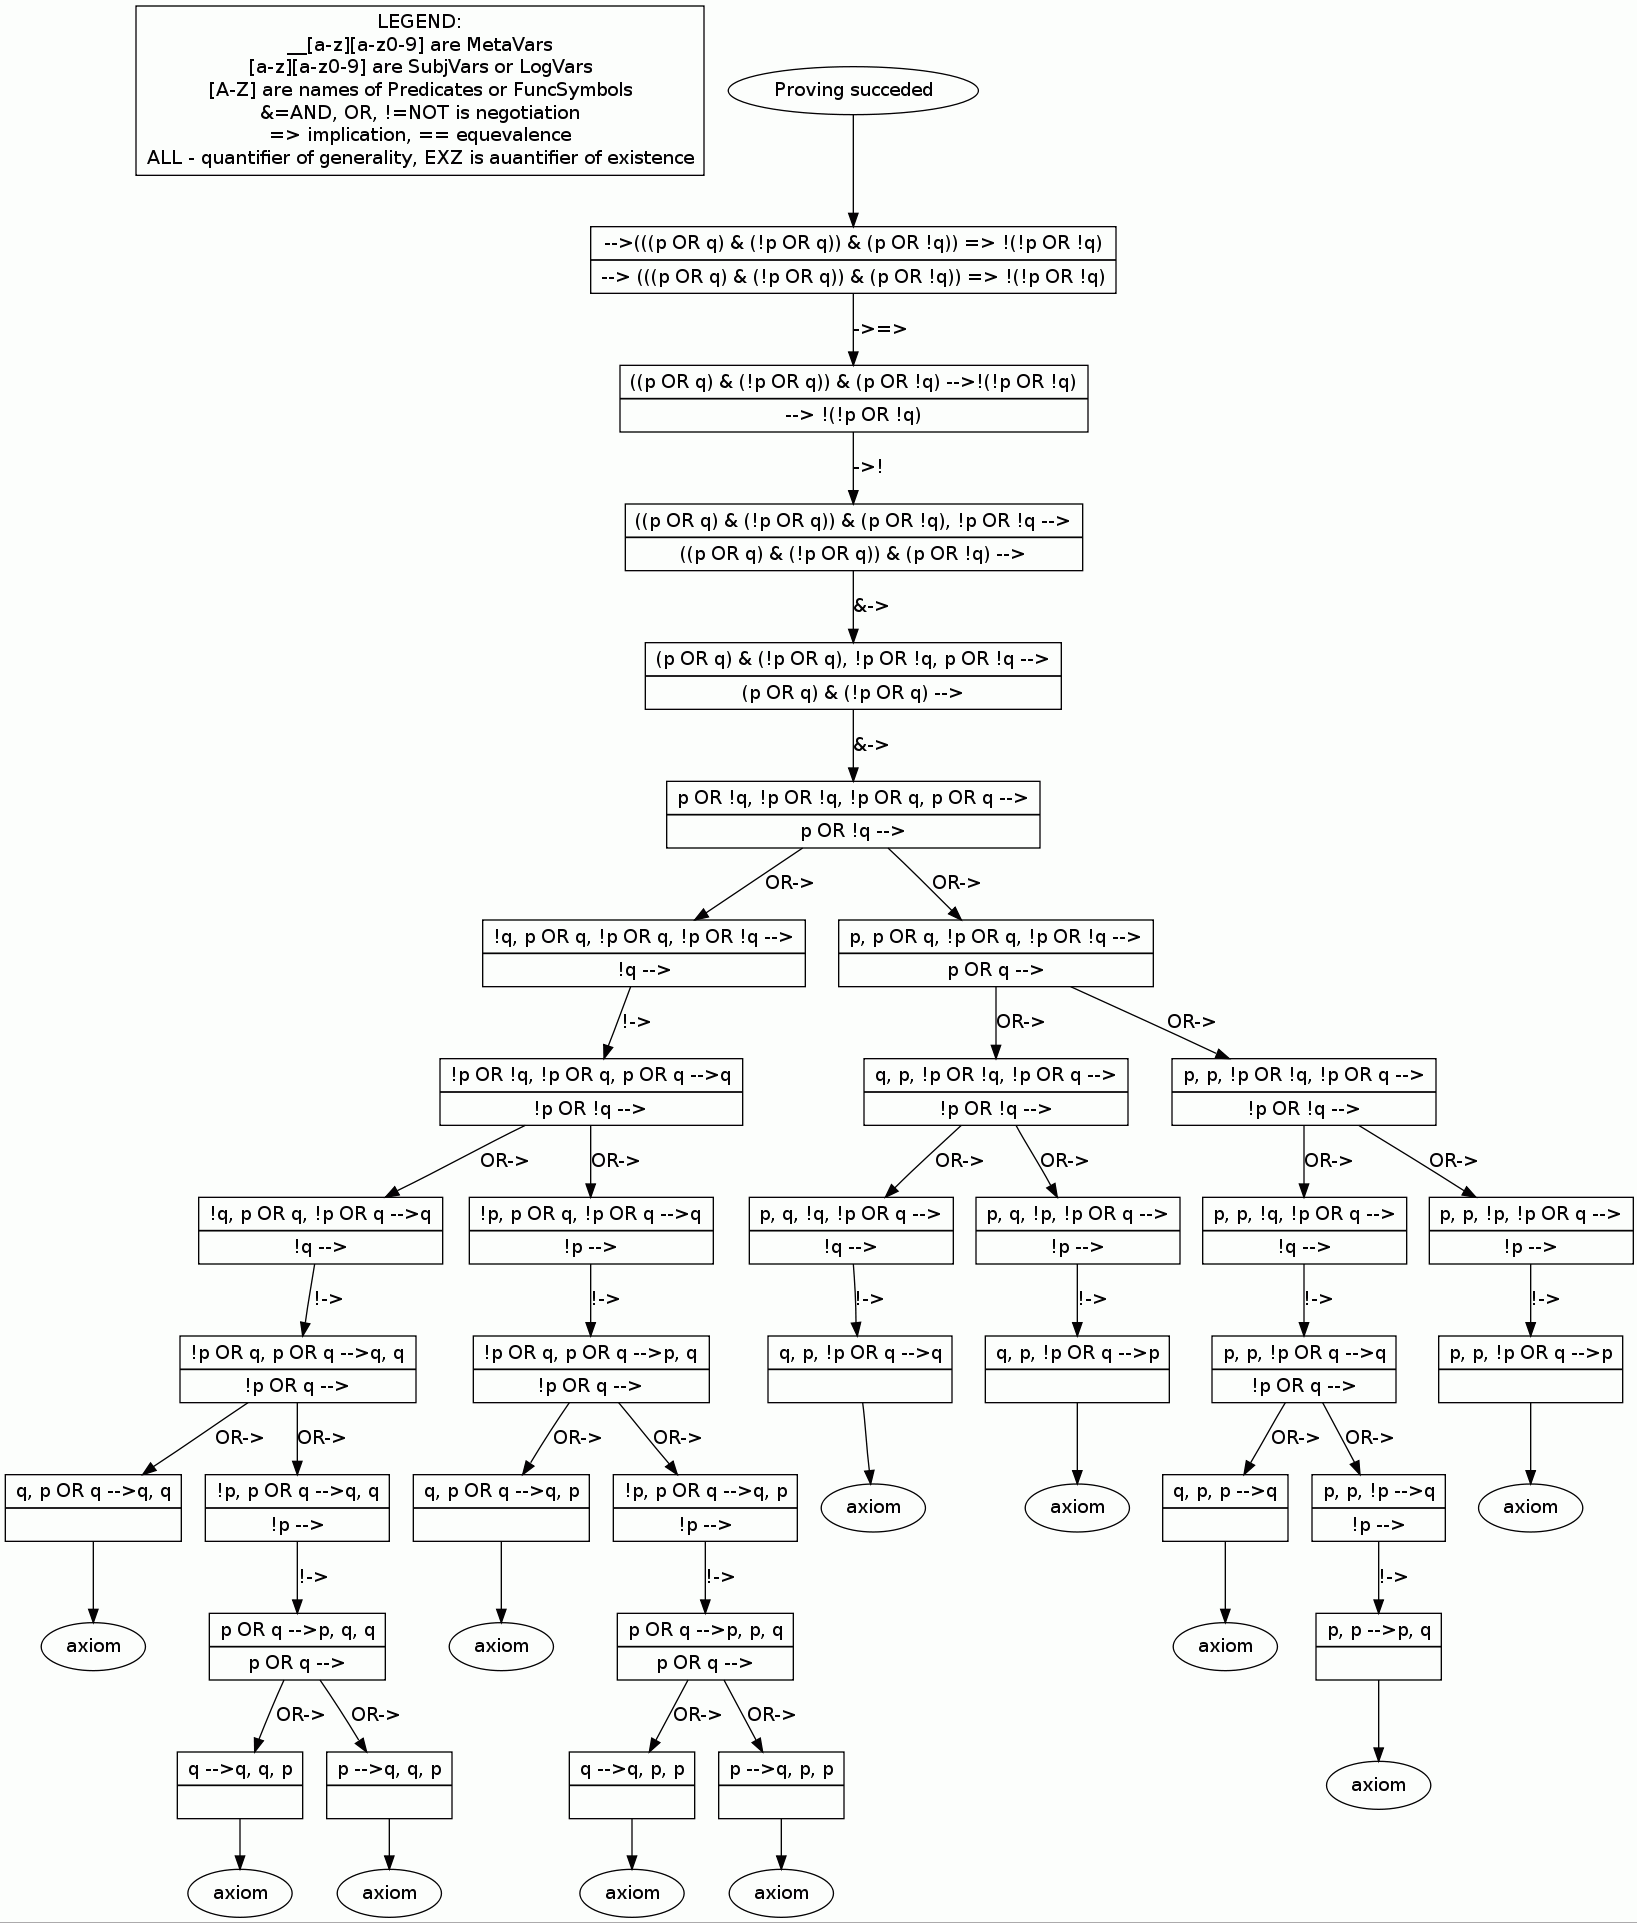 LEGEND:
__[a-z][a-z0-9] are MetaVars
[a-z][a-z0-9] are SubjVars or LogVars
[A-Z] are names of Predicates or FuncSymbols
&=AND, OR, !=NOT is negotiation
=> implication, == equevalence
ALL - quantifier of generality, EXZ is auantifier of existence
Proving succeded
-->(((p OR q) & (!p OR q)) & (p OR !q)) => !(!p OR !q)
--> (((p OR q) & (!p OR q)) & (p OR !q)) => !(!p OR !q)
->=>
((p OR q) & (!p OR q)) & (p OR !q) -->!(!p OR !q)
--> !(!p OR !q)
->!
((p OR q) & (!p OR q)) & (p OR !q), !p OR !q -->
((p OR q) & (!p OR q)) & (p OR !q) -->
&->
(p OR q) & (!p OR q), !p OR !q, p OR !q -->
(p OR q) & (!p OR q) -->
&->
p OR !q, !p OR !q, !p OR q, p OR q -->
p OR !q -->
OR->
OR->
!q, p OR q, !p OR q, !p OR !q -->
!q -->
p, p OR q, !p OR q, !p OR !q -->
p OR q -->
!->
OR->
OR->
!p OR !q, !p OR q, p OR q -->q
!p OR !q -->
q, p, !p OR !q, !p OR q -->
!p OR !q -->
p, p, !p OR !q, !p OR q -->
!p OR !q -->
OR->
OR->
OR->
OR->
OR->
OR->
!q, p OR q, !p OR q -->q
!q -->
!p, p OR q, !p OR q -->q
!p -->
p, q, !q, !p OR q -->
!q -->
p, q, !p, !p OR q -->
!p -->
p, p, !q, !p OR q -->
!q -->
p, p, !p, !p OR q -->
!p -->
!->
!->
!->
!->
!->
!->
!p OR q, p OR q -->q, q
!p OR q -->
!p OR q, p OR q -->p, q
!p OR q -->
q, p, !p OR q -->q
q, p, !p OR q -->p
p, p, !p OR q -->q
!p OR q -->
p, p, !p OR q -->p
OR->
OR->
OR->
OR->
OR->
OR->
q, p OR q -->q, q
!p, p OR q -->q, q
!p -->
q, p OR q -->q, p
!p, p OR q -->q, p
!p -->
axiom
axiom
q, p, p -->q
p, p, !p -->q
!p -->
axiom
!->
!->
!->
axiom
p OR q -->p, q, q
p OR q -->
axiom
p OR q -->p, p, q
p OR q -->
axiom
p, p -->p, q
OR->
OR->
OR->
OR->
q -->q, q, p
p -->q, q, p
q -->q, p, p
p -->q, p, p
axiom
axiom
axiom
axiom
axiom